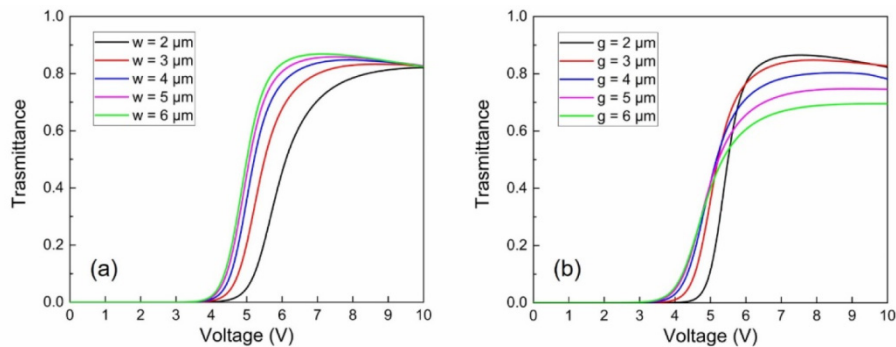 1.0
0.8
0.6
0.4
0.2
0.0
Trasmittance
w = 2 μm
w = 3 μm
w = 4 μm
w = 5 μm
w = 6 μm
(a)
0 1 2 3 4 5 6 7 8 9 10
Voltage (V)
1.0
0.8
0.6
0.4
0.2
0.0
Trasmittance
g = 2 μm
g = 3 μm
g = 4 μm
g = 5 μm
g = 6 μm
(b)
0 1 2 3 4 5 6 7 8 9 10
Voltage (V)